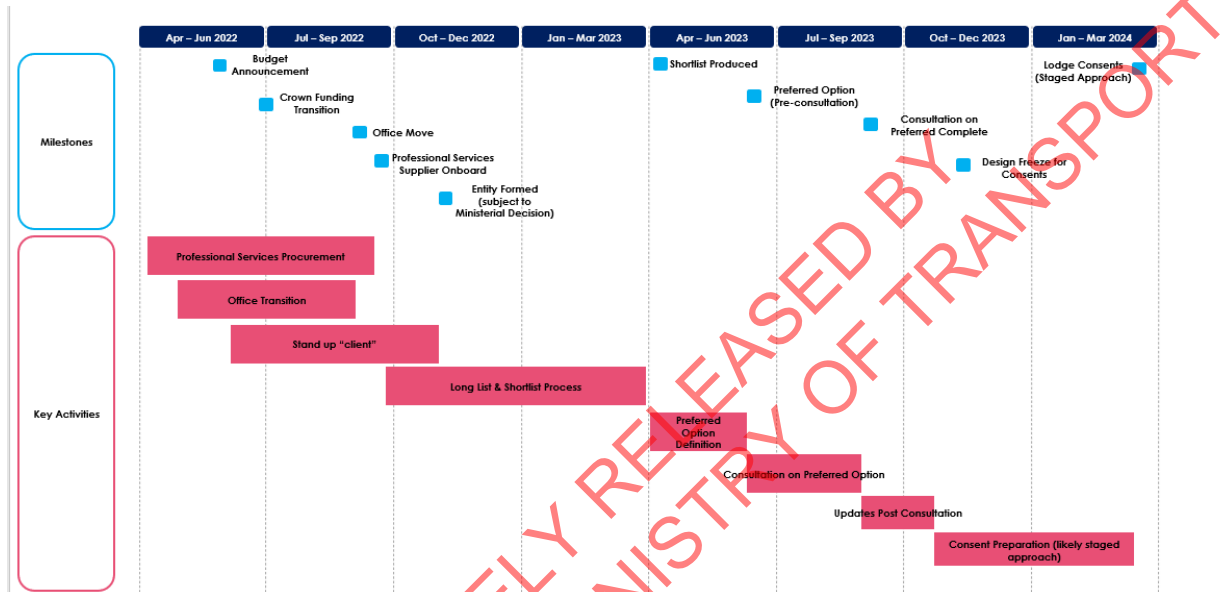 Apr – Jun 2022
Jul – Sep 2022
Oct – Dec 2022
Jan – Mar 2023
Apr – Jun 2023
Jul – Sep 2023
Oct – Dec 2023
Jan – Mar 2024
Milestones
Budget
Announcement
Crown Funding
Transition
Office Move
Professional Services
Supplier Onboard
Entity Formed
(subject to
Ministerial Decision)
Shortlist Produced
Preferred Option
(Pre-consultation)
Consultation on
Preferred Complete
Design Freeze for
Consents
Lodge Consents
(Staged Approach)
Key Activities
Professional Services Procurement
Office Transition
Stand up “client”
Long List & Shortlist Process
Preferred
Option
Definition
Consultation on Preferred Option
Updates Post Consultation
Consent Preparation (likely staged
approach)
ELY RELEASED BY
NISTRY OF TRANSPORT